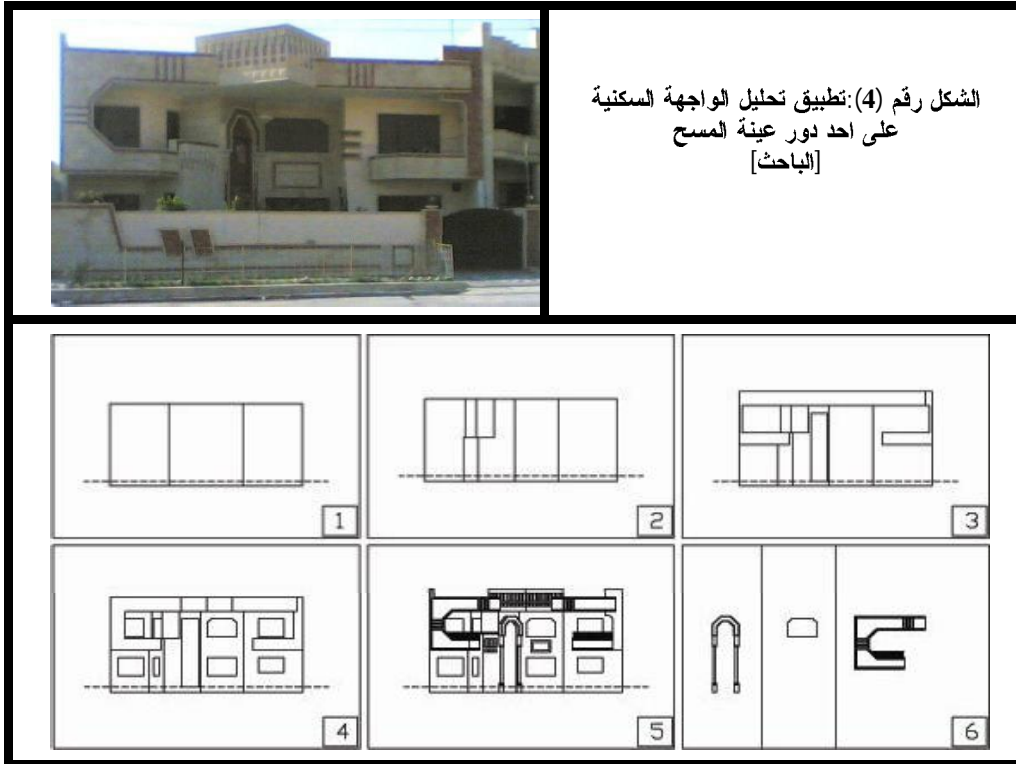 الشكل رقم (4):تطبيق تحليل الواجهة السكنية
على احد دور عينة المسح
[الباحث]
1
2
3
4
5
6